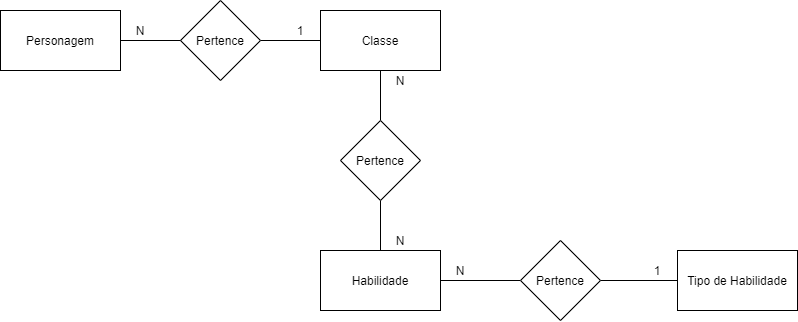 Personagem N Pertence 1 Classe
N
Pertence
N
Habilidade N Pertence 1 Tipo de Habilidade